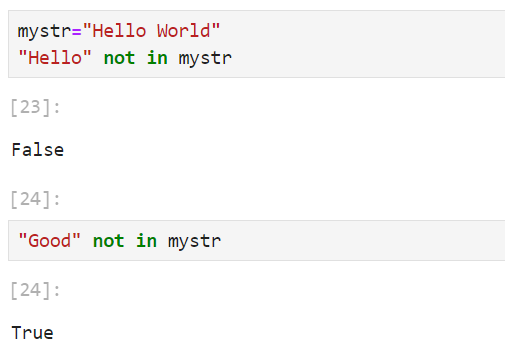 mystr="Hello World"
"Hello" not in mystr
[23]:
False
[24]:
"Good" not in mystr
[24]:
True